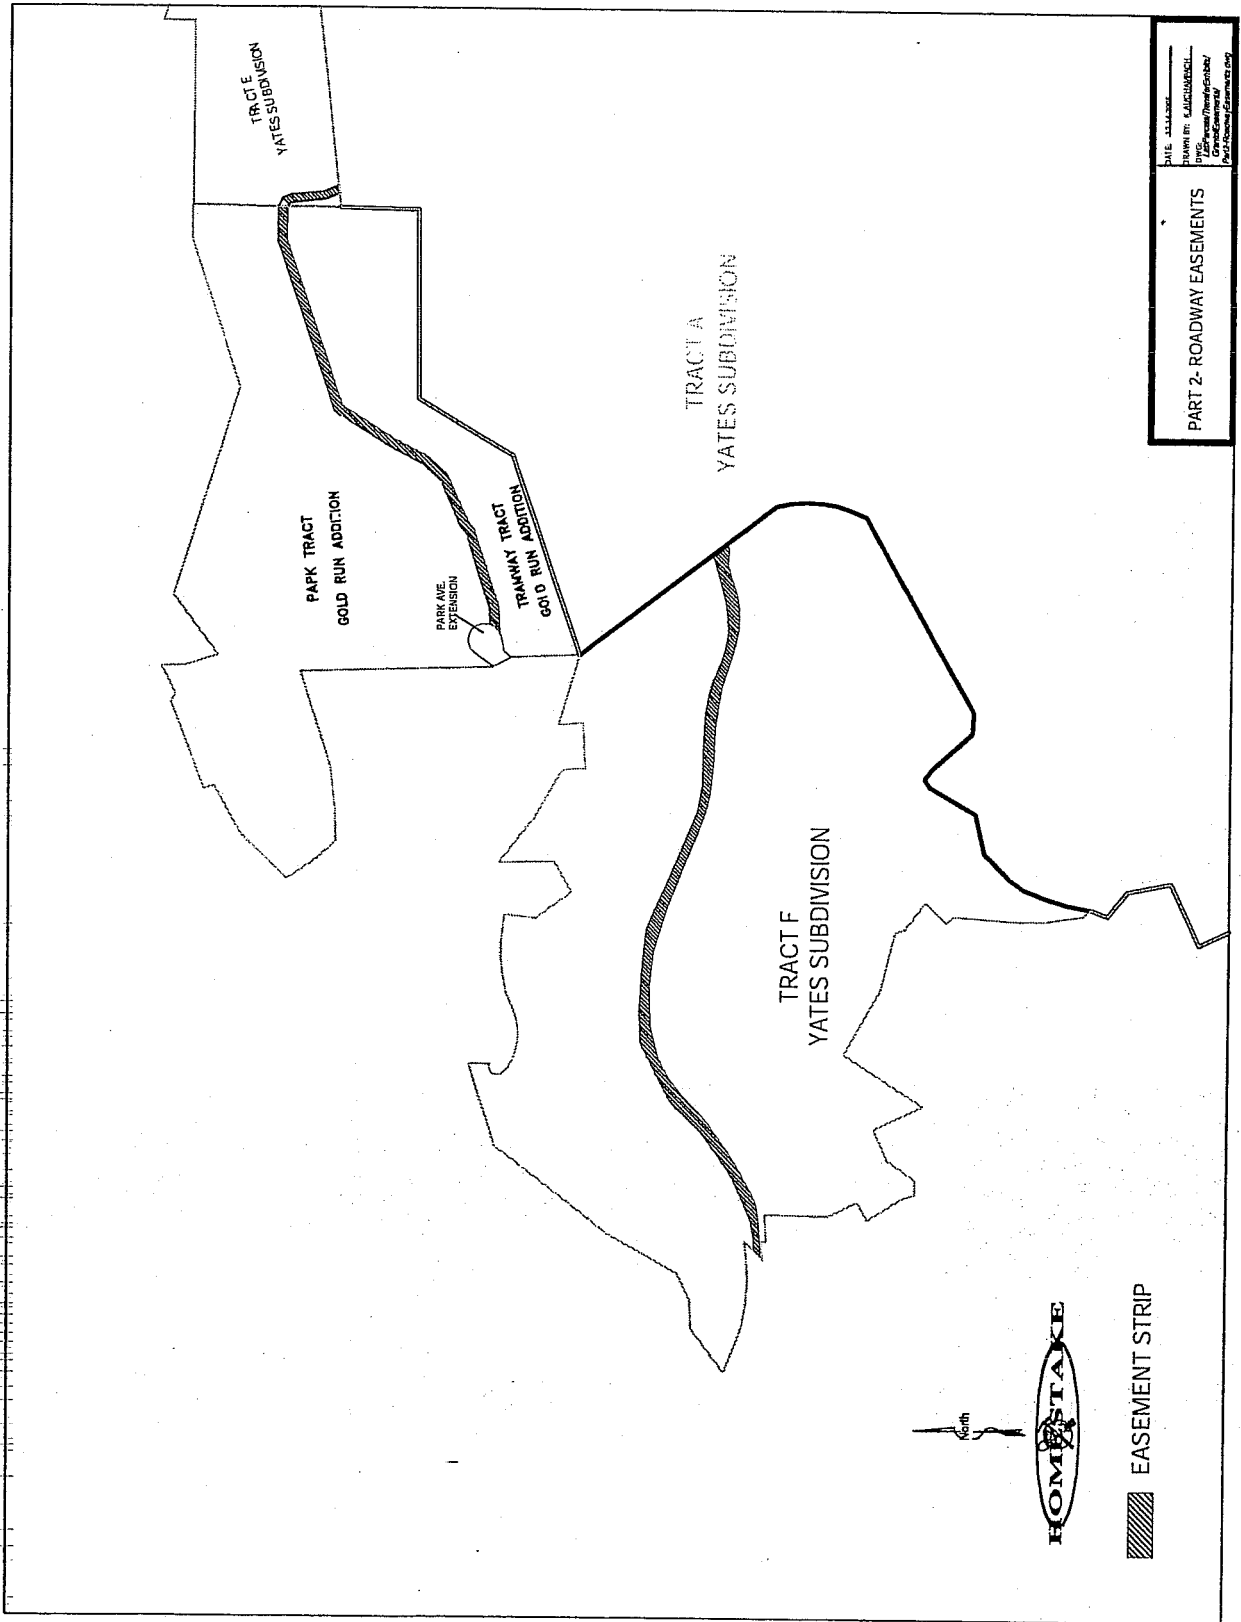 TRACT E
YATES SUBDIVISION
PARK TRACT
GOLD RUN ADDITION
PARK AVE.
EXTENSION
TRAMWAY TRACT
GOLD RUN ADDITION
TRACT A
YATES SUBDIVISION
TRACT F
YATES SUBDIVISION
North
HOMESTAKE
EASEMENT STRIP
PART 2- ROADWAY EASEMENTS
DATE:
DRAWN BY:
DWG: